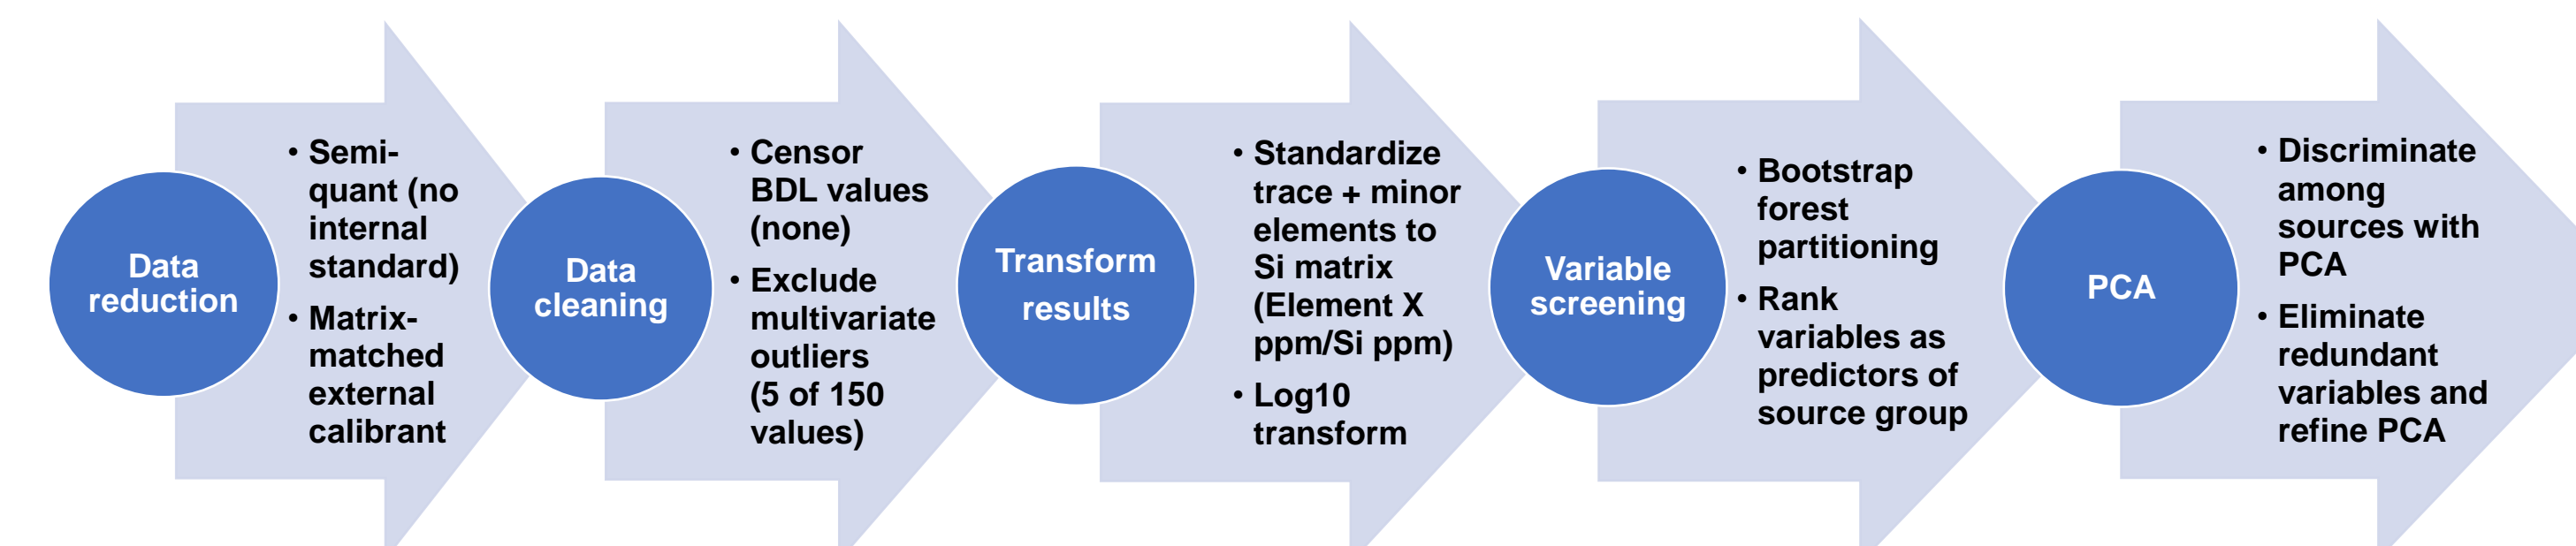 Data
reduction
• Semi-
quant (no
internal
standard)
• Matrix-
matched
external
calibrant
Data
cleaning
• Censor
BDL values
(none)
• Exclude
multivariate
outliers
(5 of 150
values)
Transform
results
• Standardize
trace + minor
elements to
Si matrix
(Element X
ppm/Si ppm)
• Log10
transform
Variable
screening
• Bootstrap
forest
partitioning
• Rank
variables as
predictors of
source group
PCA
• Discriminate
among
sources with
PCA
• Eliminate
redundant
variables and
refine PCA